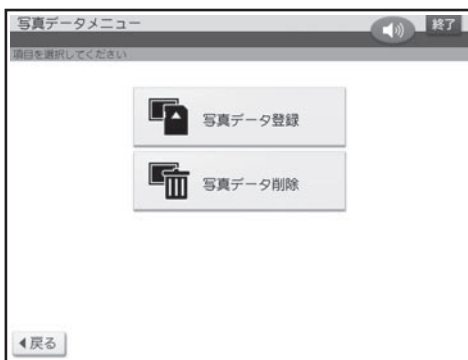 写真データメニュー
終了
項目を選択してください
写真データ登録
写真データ削除
戻る